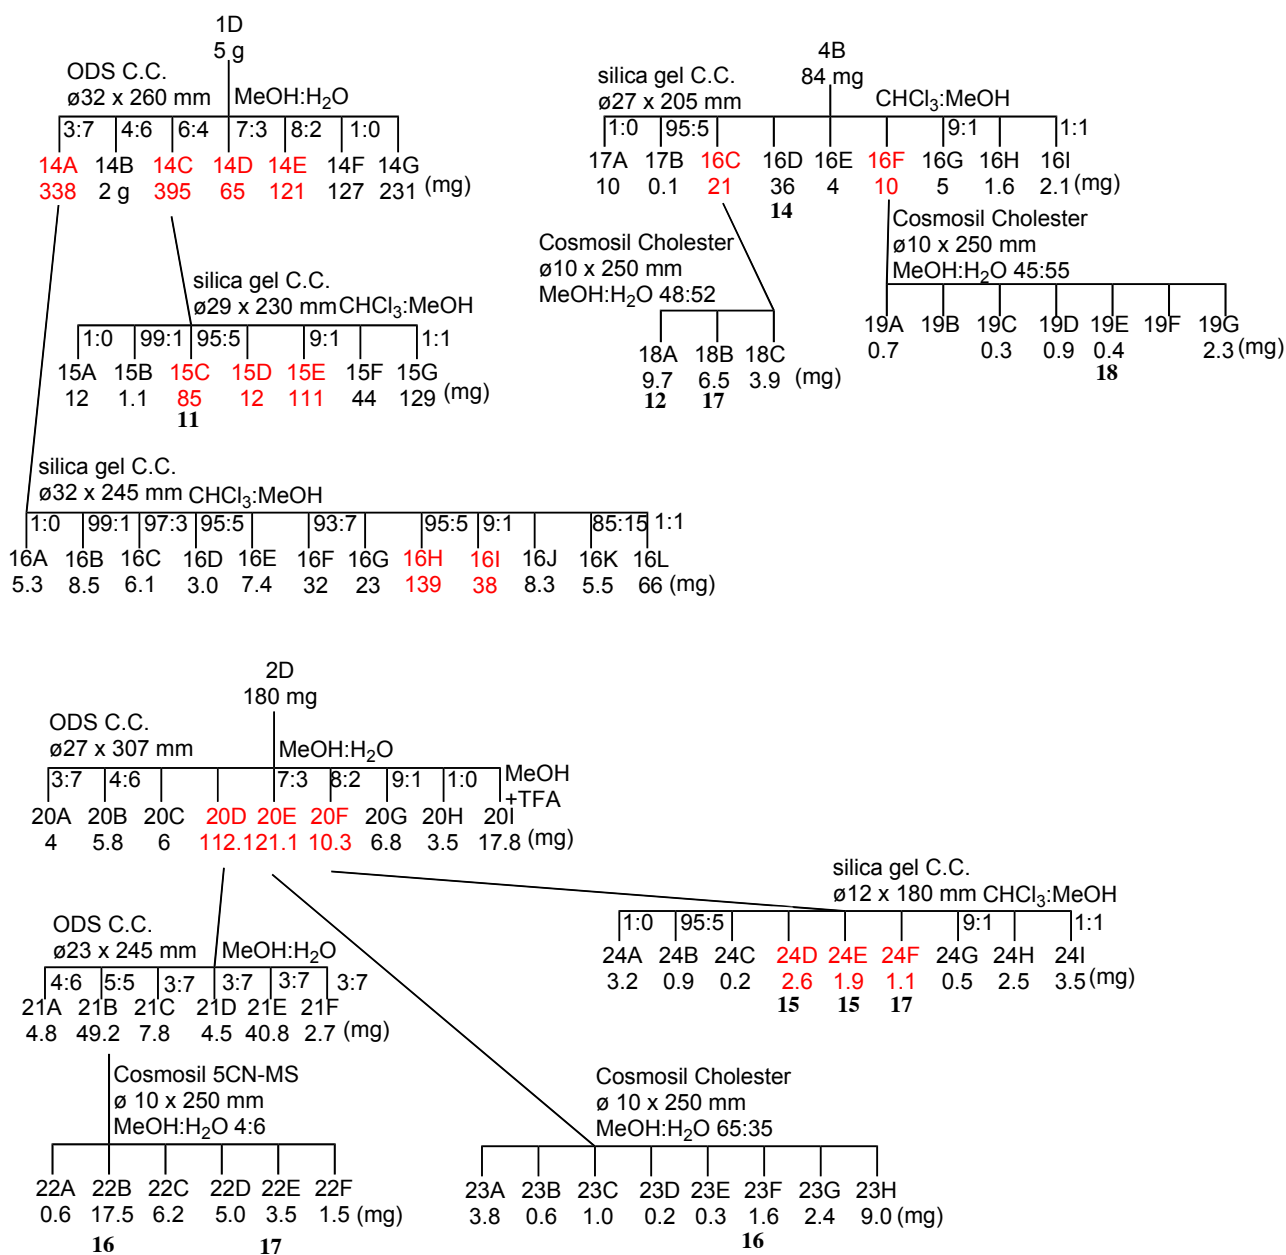 1D
5 g
ODS C.C.
ø32 x 260 mm MeOH:H₂O
3:7 4:6 6:4 7:3 8:2 1:0
14A 14B 14C 14D 14E 14F 14G
338 2 g 395 65 121 127 231 (mg)
silica gel C.C.
ø29 x 230 mm CHCl₃:MeOH
1:0 99:1 95:5 9:1 1:1
15A 15B 15C 15D 15E 15F 15G
12 1.1 85 12 111 44 129 (mg)
11
silica gel C.C.
ø32 x 245 mm CHCl₃:MeOH
1:0 99:1 97:3 95:5 93:7 95:5 9:1 85:15 1:1
16A 16B 16C 16D 16E 16F 16G 16H 16I 16J 16K 16L
5.3 8.5 6.1 3.0 7.4 32 23 139 38 8.3 5.5 66 (mg)
4B
84 mg
silica gel C.C.
ø27 x 205 mm CHCl₃:MeOH
1:0 95:5 9:1 1:1
17A 17B 16C 16D 16E 16F 16G 16H 16I
10 0.1 21 36 4 10 5 1.6 2.1 (mg)
14
Cosmosil Cholester
ø10 x 250 mm
MeOH:H₂O 48:52
18A 18B 18C
9.7 6.5 3.9 (mg)
12 17
Cosmosil Cholester
ø10 x 250 mm
MeOH:H₂O 45:55
19A 19B 19C 19D 19E 19F 19G
0.7 0.3 0.9 0.4 2.3 (mg)
18
2D
180 mg
ODS C.C.
ø27 x 307 mm MeOH:H₂O
3:7 4:6 7:3 8:2 9:1 1:0 MeOH
+TFA
20A 20B 20C 20D 20E 20F 20G 20H 20I
4 5.8 6 112.1 21.1 10.3 6.8 3.5 17.8 (mg)
ODS C.C.
ø23 x 245 mm MeOH:H₂O
4:6 5:5 3:7 3:7 3:7 3:7
21A 21B 21C 21D 21E 21F
4.8 49.2 7.8 4.5 40.8 2.7 (mg)
Cosmosil 5CN-MS
ø 10 x 250 mm
MeOH:H₂O 4:6
22A 22B 22C 22D 22E 22F
0.6 17.5 6.2 5.0 3.5 1.5 (mg)
16 17
silica gel C.C.
ø12 x 180 mm CHCl₃:MeOH
1:0 95:5 9:1 1:1
24A 24B 24C 24D 24E 24F 24G 24H 24I
3.2 0.9 0.2 2.6 1.9 1.1 0.5 2.5 3.5 (mg)
15 15 17
Cosmosil Cholester
ø 10 x 250 mm
MeOH:H₂O 65:35
23A 23B 23C 23D 23E 23F 23G 23H
3.8 0.6 1.0 0.2 0.3 1.6 2.4 9.0 (mg)
16